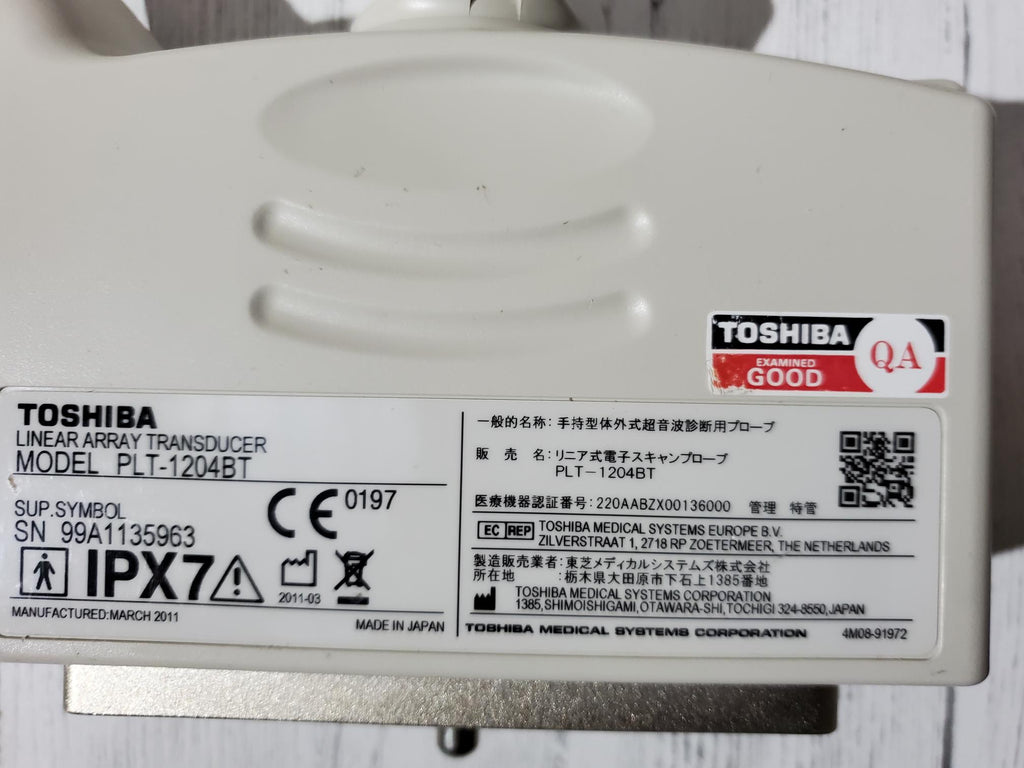 TOSHIBA
EXAMINED
GOOD
QA
TOSHIBA
LINEAR ARRAY TRANSDUCER
MODEL PLT-1204BT
SUP.SYMBOL
SN 99A1135963
CE 0197
IPX7
2011-03
MANUFACTURED:MARCH 2011
MADE IN JAPAN
一般的名称: 手持型体外式超音波診断用プローブ
販 売 名:リニア式電子スキャンプローブ
PLT-1204BT
医療機器認証番号: 220AABZX00136000 管理 特管
EC REP TOSHIBA MEDICAL SYSTEMS EUROPE B.V.
ZILVERSTRAAT 1, 2718 RP ZOETERMEER, THE NETHERLANDS
製造販売業者:東芝メディカルシステムズ株式会社
所在地 :栃木県大田原市下石上1385番地
TOSHIBA MEDICAL SYSTEMS CORPORATION
1385,SHIMOISHIGAMI,OTAWARA-SHI,TOCHIGI 324-8550,JAPAN
TOSHIBA MEDICAL SYSTEMS CORPORATION 4M08-91972